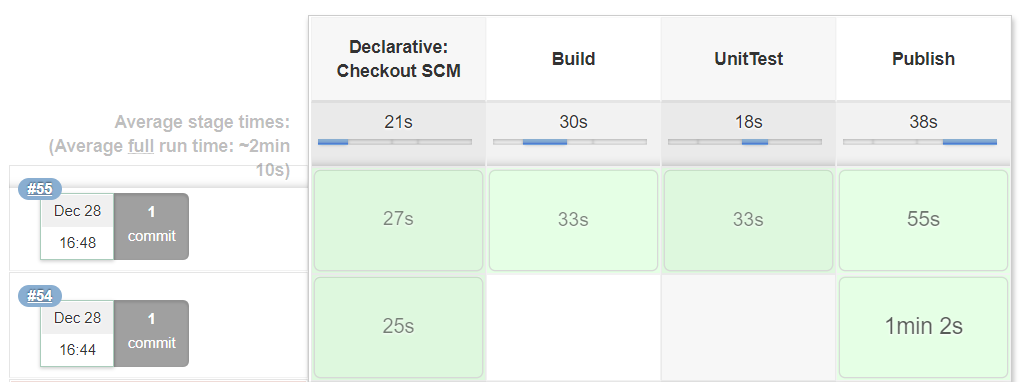 Declarative:
Checkout SCM
Build
UnitTest
Publish
Average stage times:
(Average full run time: ~2min
10s)
21s
30s
18s
38s
#55
Dec 28
16:48
1
commit
27s
33s
33s
55s
#54
Dec 28
16:44
1
commit
25s
1min 2s